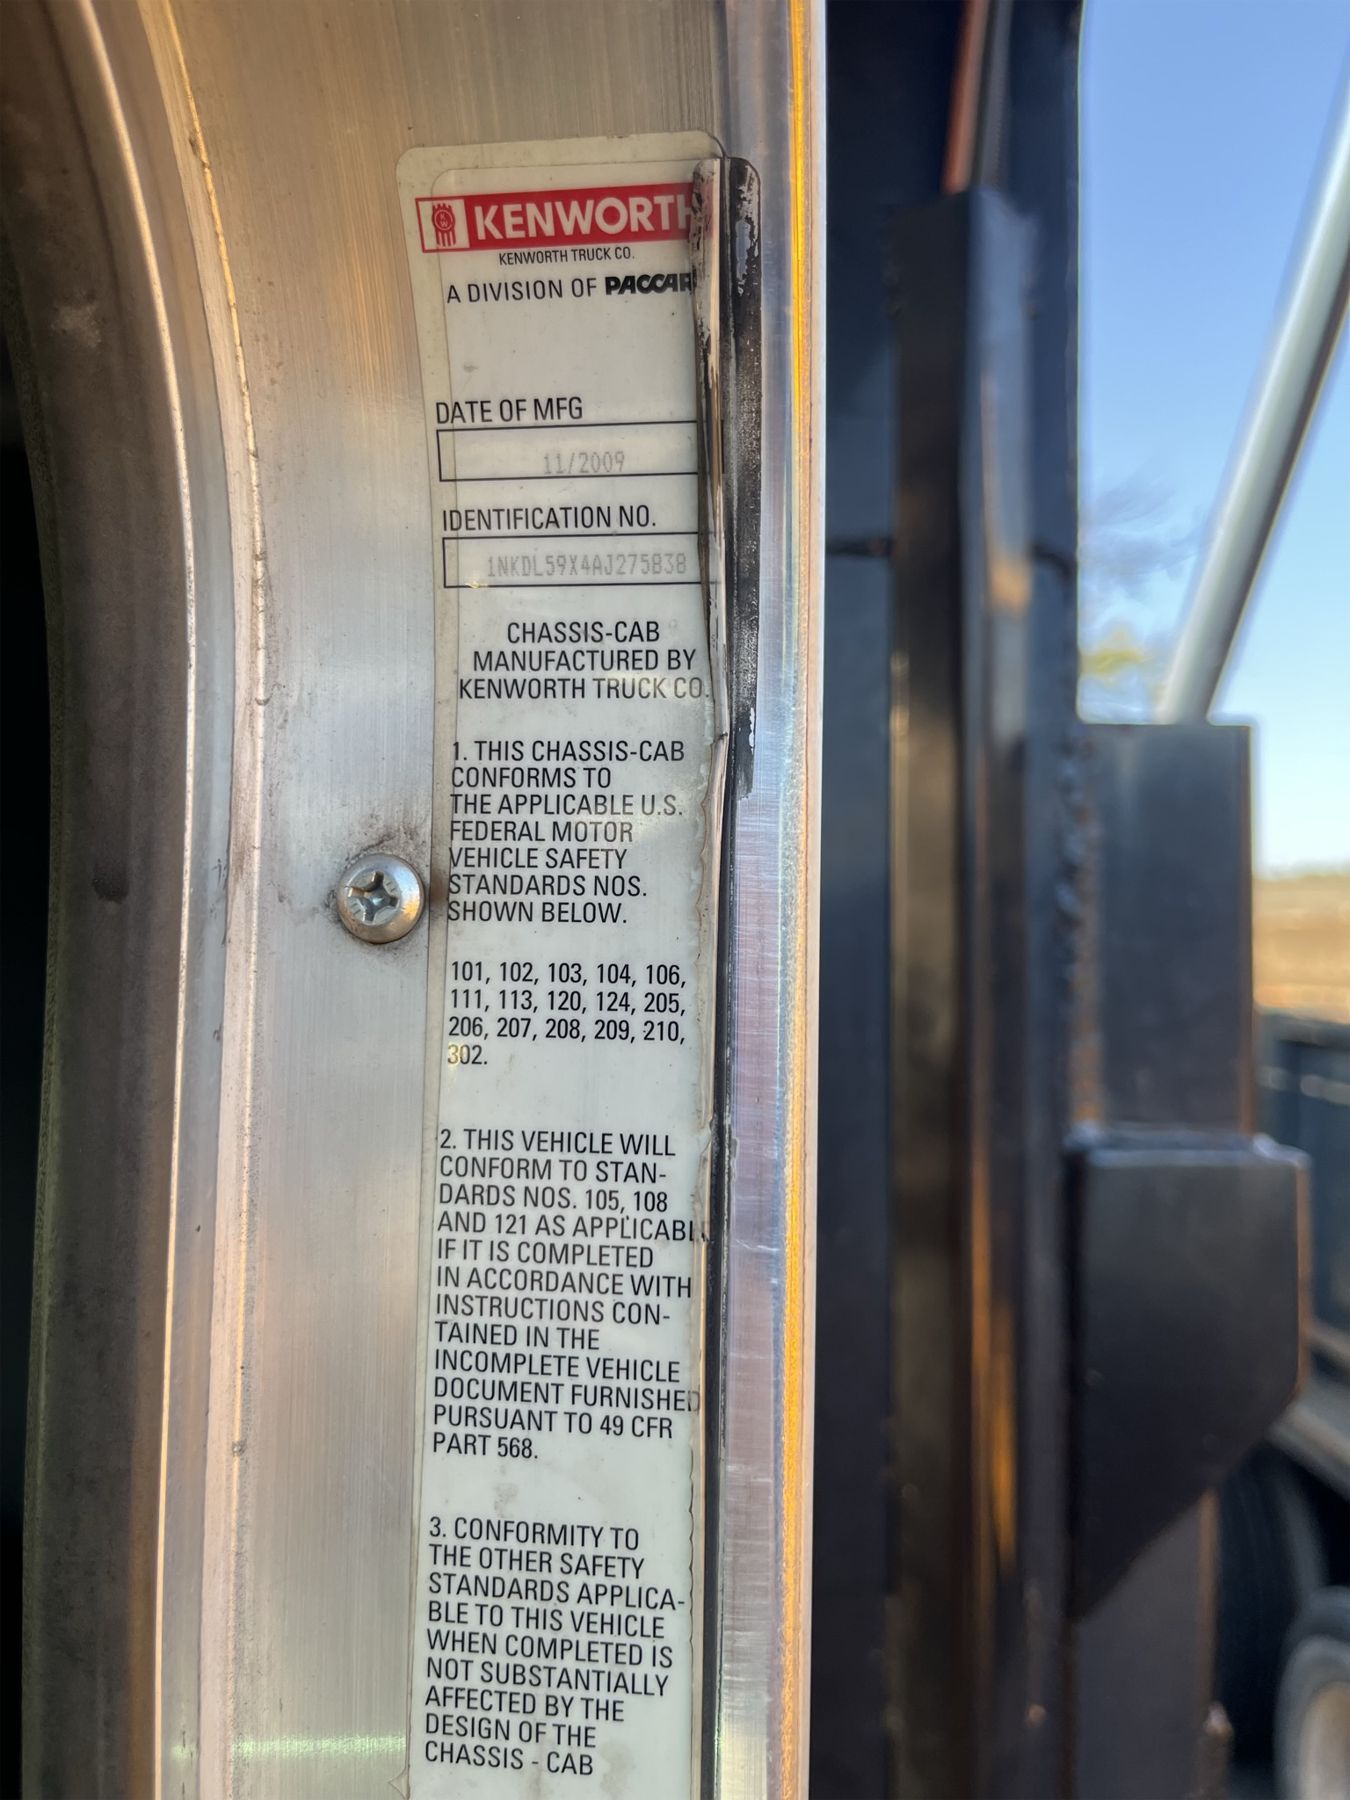 KENWORTH
KENWORTH TRUCK CO.
A DIVISION OF PACCAR
DATE OF MFG
11/2009
IDENTIFICATION NO.
1NKDL59X4AJ275838
CHASSIS-CAB
MANUFACTURED BY
KENWORTH TRUCK CO.
1. THIS CHASSIS-CAB
CONFORMS TO
THE APPLICABLE U.S.
FEDERAL MOTOR
VEHICLE SAFETY
STANDARDS NOS.
SHOWN BELOW.
101, 102, 103, 104, 106,
111, 113, 120, 124, 205,
206, 207, 208, 209, 210,
302.
2. THIS VEHICLE WILL
CONFORM TO STAN-
DARDS NOS. 105, 108
AND 121 AS APPLICABLE
IF IT IS COMPLETED
IN ACCORDANCE WITH
INSTRUCTIONS CON-
TAINED IN THE
INCOMPLETE VEHICLE
DOCUMENT FURNISHED
PURSUANT TO 49 CFR
PART 568.
3. CONFORMITY TO
THE OTHER SAFETY
STANDARDS APPLICA-
BLE TO THIS VEHICLE
WHEN COMPLETED IS
NOT SUBSTANTIALLY
AFFECTED BY THE
DESIGN OF THE
CHASSIS - CAB